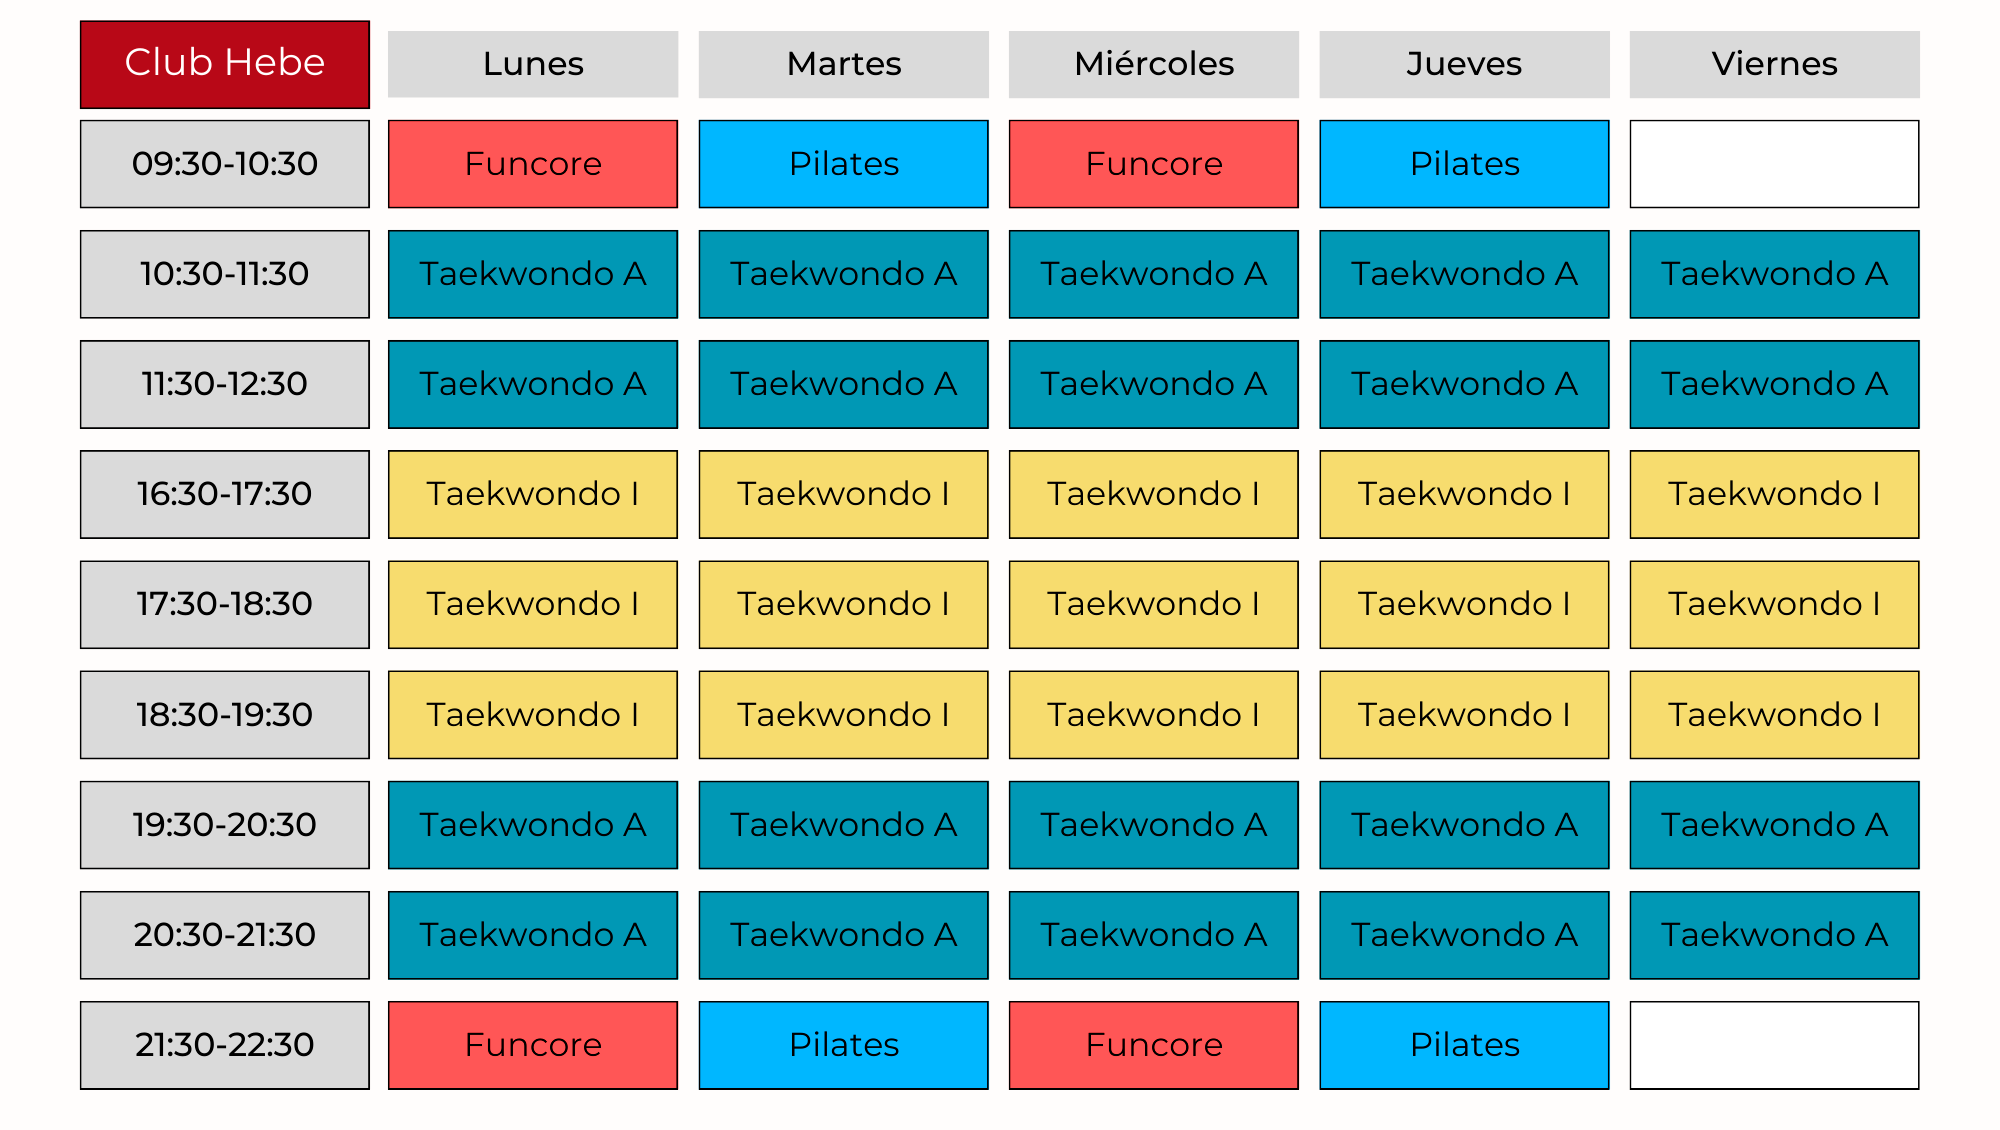 Club Hebe Lunes Martes Miércoles Jueves Viernes
09:30-10:30 Funcore Pilates Funcore Pilates
10:30-11:30 Taekwondo A Taekwondo A Taekwondo A Taekwondo A Taekwondo A
11:30-12:30 Taekwondo A Taekwondo A Taekwondo A Taekwondo A Taekwondo A
16:30-17:30 Taekwondo I Taekwondo I Taekwondo I Taekwondo I Taekwondo I
17:30-18:30 Taekwondo I Taekwondo I Taekwondo I Taekwondo I Taekwondo I
18:30-19:30 Taekwondo I Taekwondo I Taekwondo I Taekwondo I Taekwondo I
19:30-20:30 Taekwondo A Taekwondo A Taekwondo A Taekwondo A Taekwondo A
20:30-21:30 Taekwondo A Taekwondo A Taekwondo A Taekwondo A Taekwondo A
21:30-22:30 Funcore Pilates Funcore Pilates